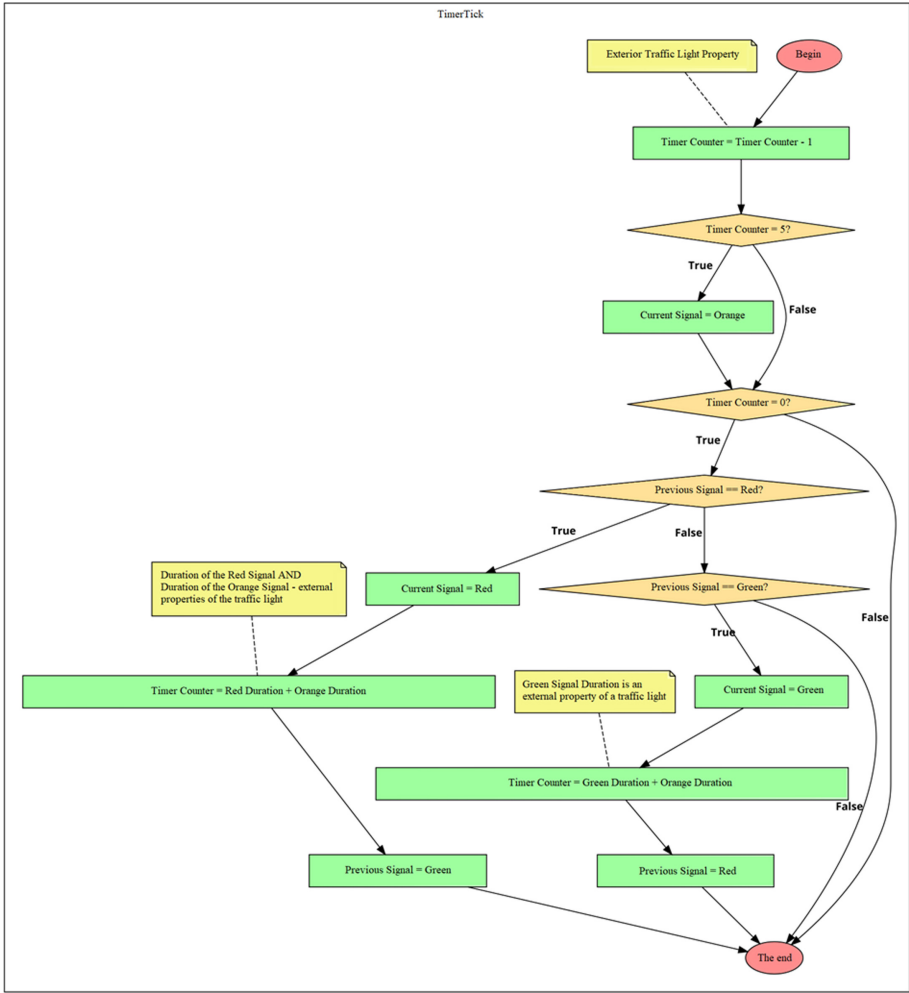 TimerTick
Exterior Traffic Light Property
Begin
Timer Counter = Timer Counter - 1
Timer Counter = 5?
True
False
Current Signal = Orange
Timer Counter = 0?
True
Previous Signal == Red?
True
False
Duration of the Red Signal AND
Duration of the Orange Signal - external
properties of the traffic light
Current Signal = Red
Previous Signal == Green?
False
True
Timer Counter = Red Duration + Orange Duration
Green Signal Duration is an
external property of a traffic light
Current Signal = Green
Timer Counter = Green Duration + Orange Duration
False
Previous Signal = Green
Previous Signal = Red
The end